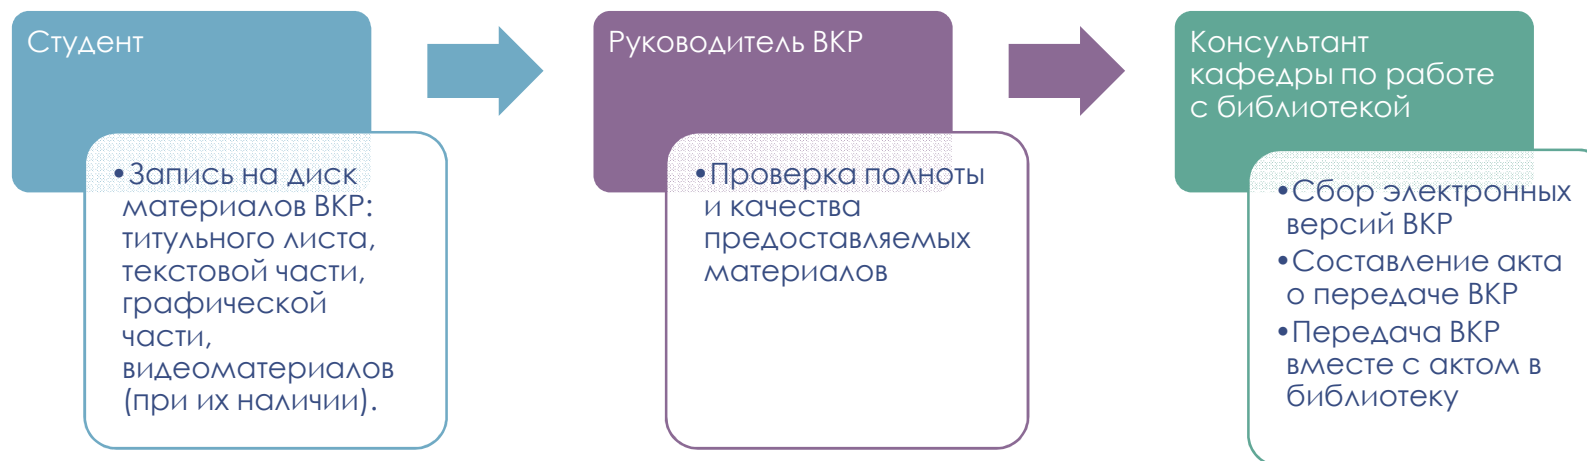 Студент
•Запись на диск
материалов ВКР:
титульного листа,
текстовой части,
графической
части,
видеоматериалов
(при их наличии).
Руководитель ВКР
•Проверка полноты
и качества
предоставляемых
материалов
Консультант
кафедры по работе
с библиотекой
•Сбор электронных
версий ВКР
•Составление акта
о передаче ВКР
•Передача ВКР
вместе с актом в
библиотеку